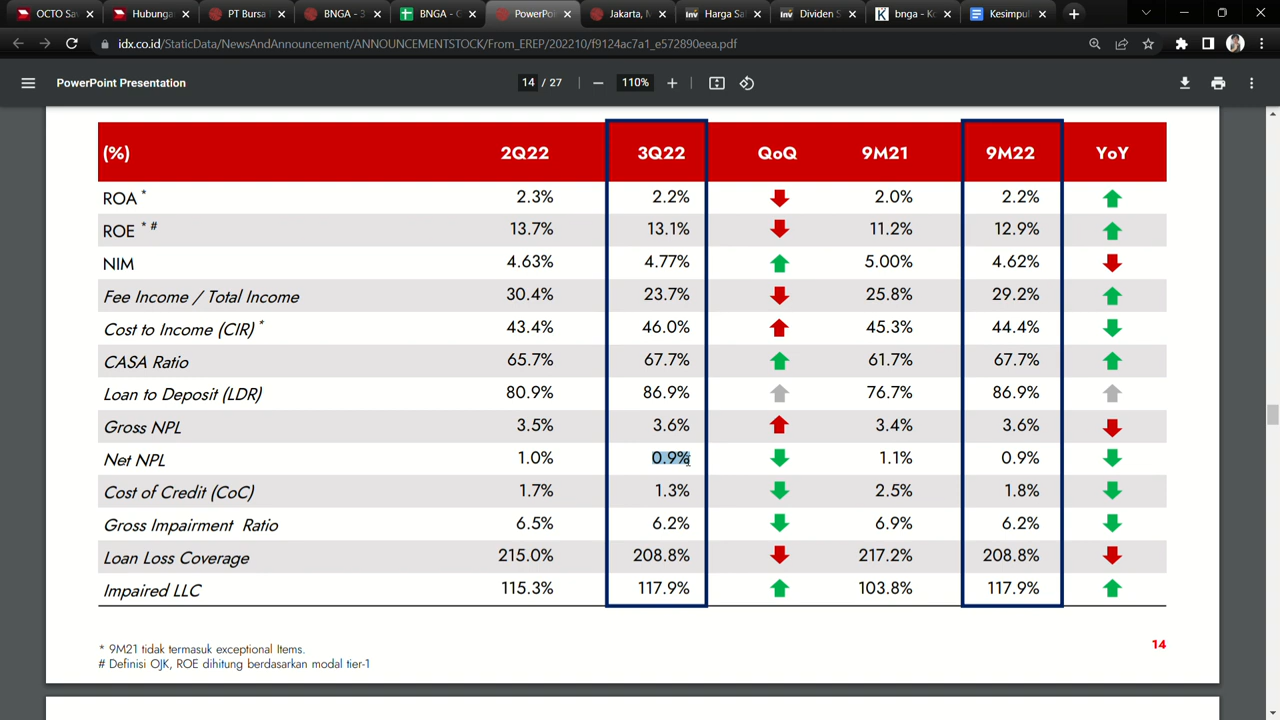 OCTO Sav
Hubungas
PT Bursa I
BNGA - 3
BNGA - G
PowerPoi
Jakarta, M
Harga Sa
Dividen S
bnga - Ko
Kesimpul
idx.co.id/StaticData/NewsAndAnnouncement/ANNOUNCEMENTSTOCK/From_EREP/202210/f9124ac7a1_e572890eea.pdf
PowerPoint Presentation
14 / 27
110%
(%) 2Q22 3Q22 QoQ 9M21 9M22 YoY
ROA * 2.3% 2.2% 2.0% 2.2%
ROE * # 13.7% 13.1% 11.2% 12.9%
NIM 4.63% 4.77% 5.00% 4.62%
Fee Income / Total Income 30.4% 23.7% 25.8% 29.2%
Cost to Income (CIR) * 43.4% 46.0% 45.3% 44.4%
CASA Ratio 65.7% 67.7% 61.7% 67.7%
Loan to Deposit (LDR) 80.9% 86.9% 76.7% 86.9%
Gross NPL 3.5% 3.6% 3.4% 3.6%
Net NPL 1.0% 0.9% 1.1% 0.9%
Cost of Credit (CoC) 1.7% 1.3% 2.5% 1.8%
Gross Impairment Ratio 6.5% 6.2% 6.9% 6.2%
Loan Loss Coverage 215.0% 208.8% 217.2% 208.8%
Impaired LLC 115.3% 117.9% 103.8% 117.9%
* 9M21 tidak termasuk exceptional Items.
# Definisi OJK, ROE dihitung berdasarkan modal tier-1
14